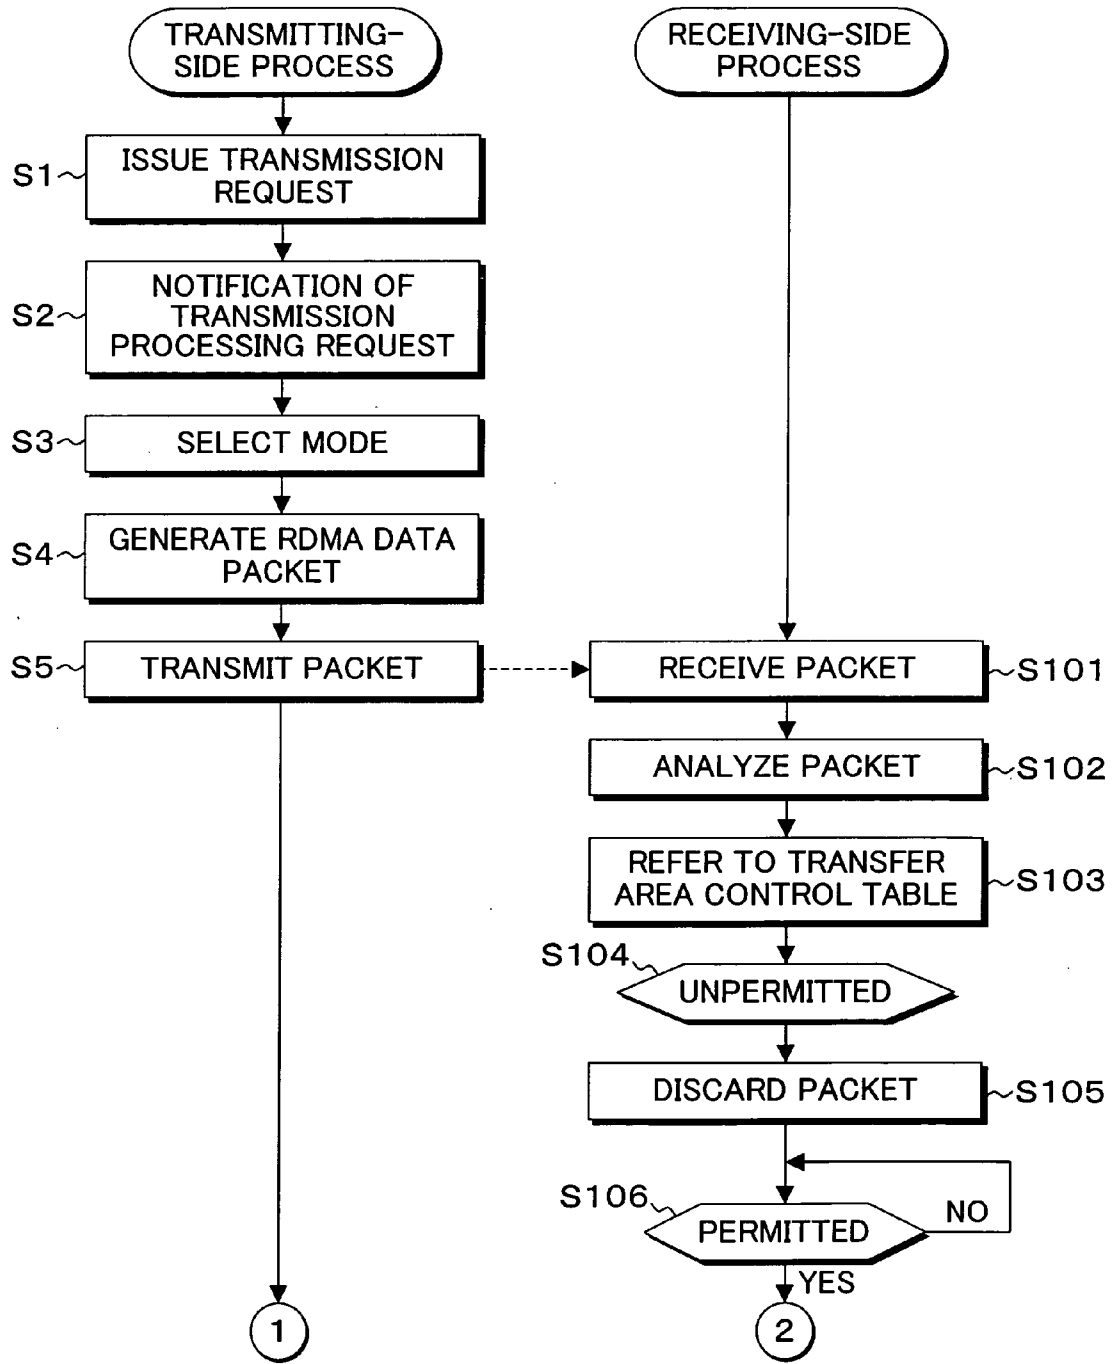 TRANSMITTING-
SIDE PROCESS
S1
ISSUE TRANSMISSION
REQUEST
S2
NOTIFICATION OF
TRANSMISSION
PROCESSING REQUEST
S3
SELECT MODE
S4
GENERATE RDMA DATA
PACKET
S5
TRANSMIT PACKET
1
RECEIVING-SIDE
PROCESS
RECEIVE PACKET
S101
ANALYZE PACKET
S102
REFER TO TRANSFER
AREA CONTROL TABLE
S103
S104
UNPERMITTED
DISCARD PACKET
S105
S106
PERMITTED
NO
YES
2